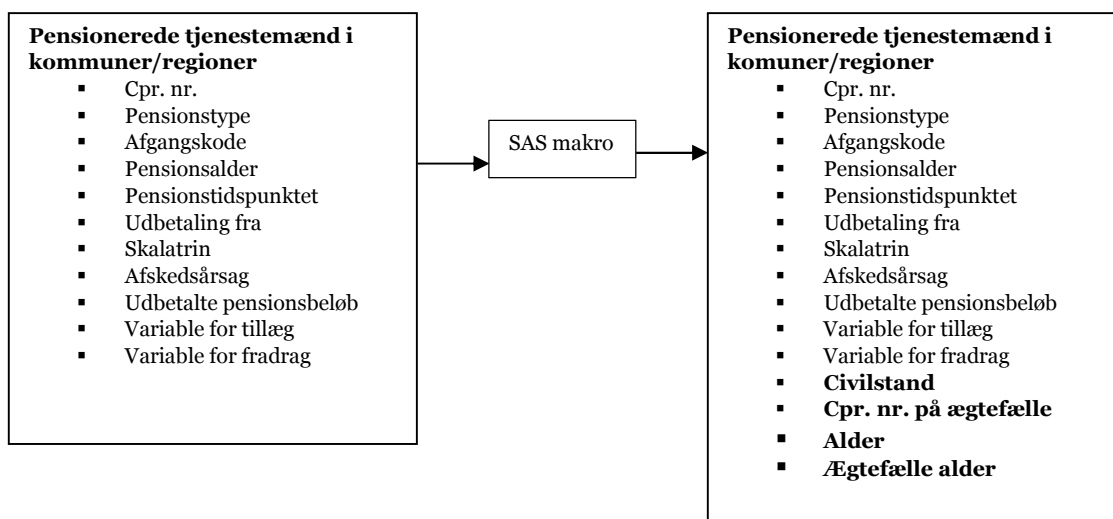 Pensionerede tjenestemænd i
kommuner/regioner
▪ Cpr. nr.
▪ Pensionstype
▪ Afgangskode
▪ Pensionsalder
▪ Pensionstidspunktet
▪ Udbetaling fra
▪ Skalatrin
▪ Afskedsårsag
▪ Udbetalte pensionsbeløb
▪ Variable for tillæg
▪ Variable for fradrag
SAS makro
Pensionerede tjenestemænd i
komuner/regioner
▪ Cpr. nr.
▪ Pensionstype
▪ Afgangskode
▪ Pensionsalder
▪ Pensionstidspunktet
▪ Udbetaling fra
▪ Skalatrin
▪ Afskedsårsag
▪ Udbetalte pensionsbeløb
▪ Variable for tillæg
▪ Variable for fradrag
▪ Civilstand
▪ Cpr. nr. på ægtefælle
▪ Alder
▪ Ægtefælle alder